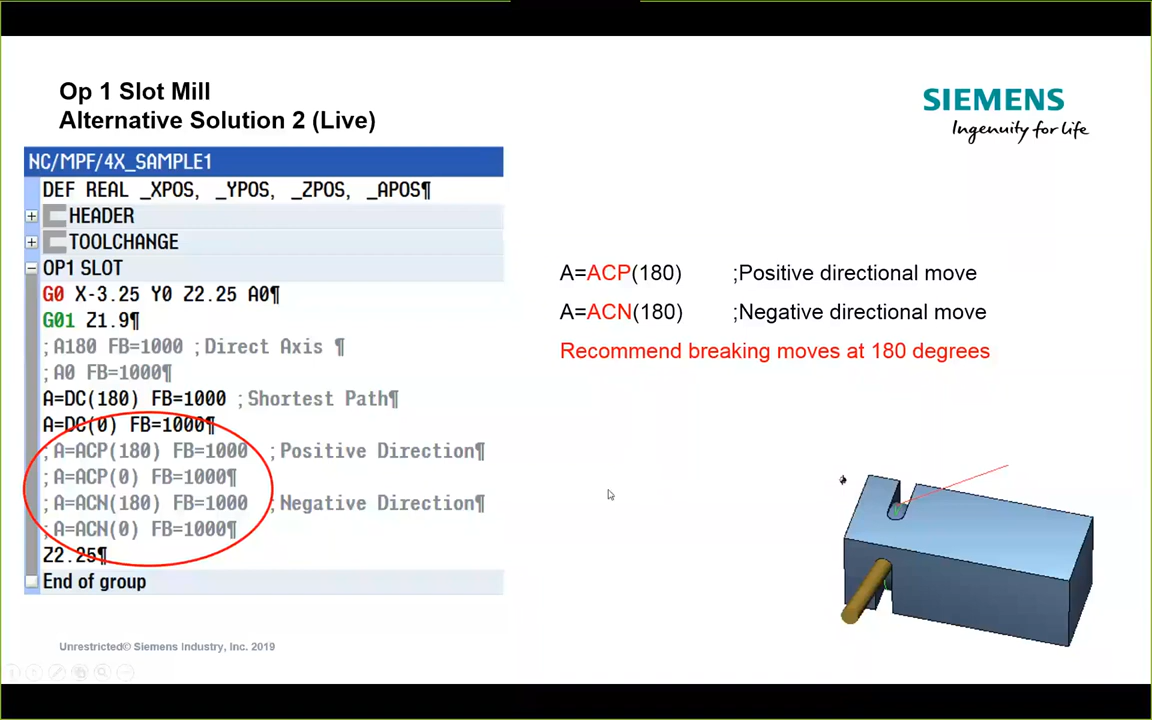 Op 1 Slot Mill
Alternative Solution 2 (Live)
SIEMENS
Ingenuity for life
NC/MPF/4X_SAMPLE1
DEF REAL _XPOS, _YPOS, _ZPOS, _APOS¶
HEADER
TOOLCHANGE
OP1 SLOT
G0 X-3.25 Y0 Z2.25 A0¶
G01 Z1.9¶
;A180 FB=1000 ;Direct Axis ¶
;A0 FB=1000¶
A=DC(180) FB=1000 ;Shortest Path¶
A=DC(0) FB=1000¶
;A=ACP(180) FB=1000 ;Positive Direction¶
;A=ACP(0) FB=1000¶
;A=ACN(180) FB=1000 ;Negative Direction¶
;A=ACN(0) FB=1000¶
Z2.25¶
End of group
A=ACP(180) ;Positive directional move
A=ACN(180) ;Negative directional move
Recommend breaking moves at 180 degrees
Unrestricted© Siemens Industry, Inc. 2019